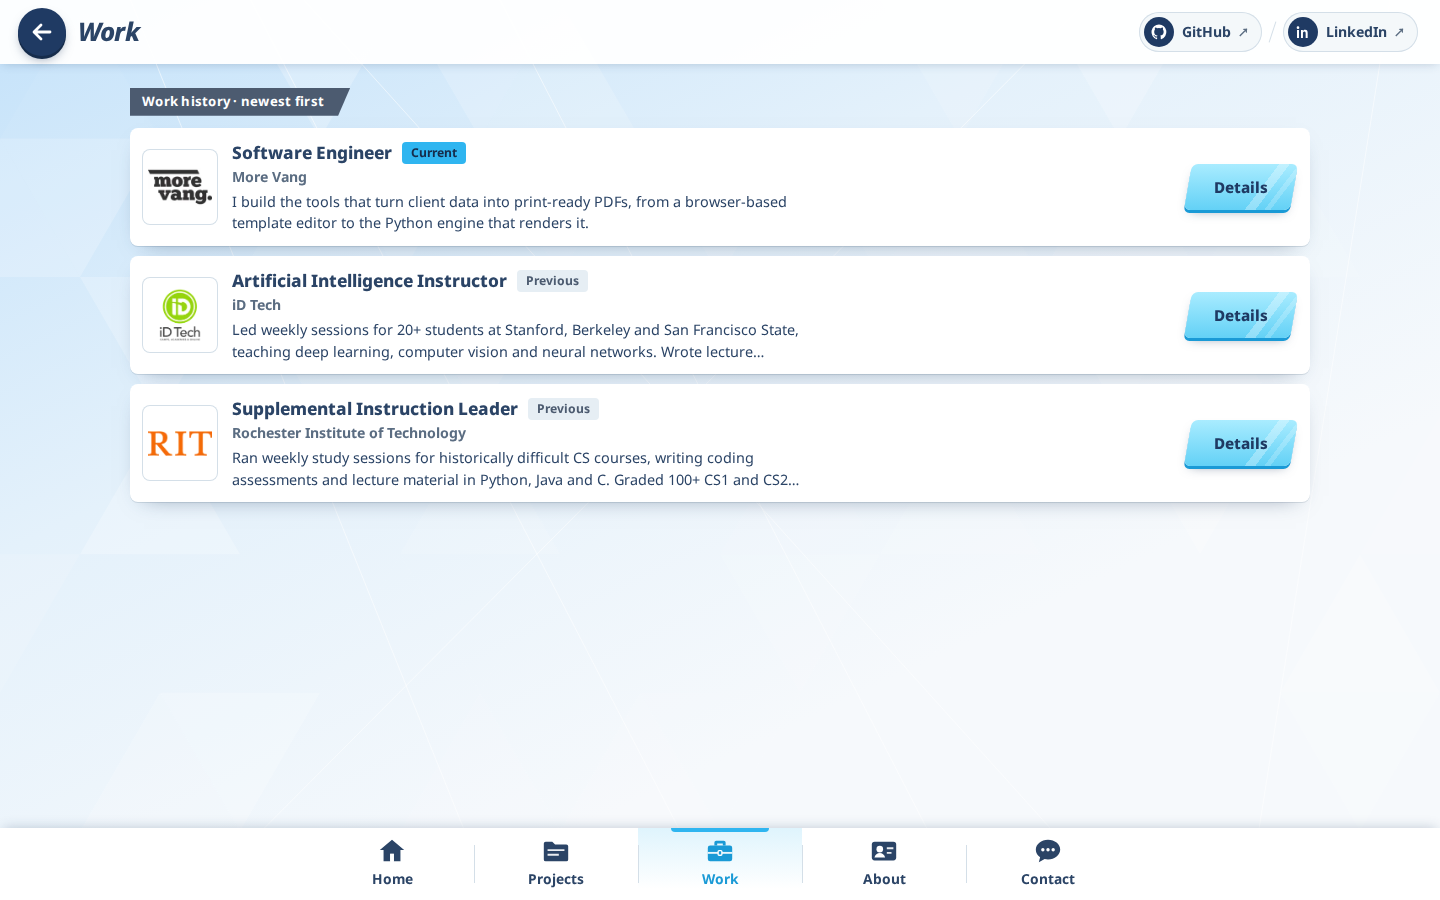 Work
GitHub ↗
LinkedIn ↗
Work history · newest first
more
vang.
Software Engineer
Current
More Vang
I build the tools that turn client data into print-ready PDFs, from a browser-based
template editor to the Python engine that renders it.
Details
iD
iD Tech
Artificial Intelligence Instructor
Previous
iD Tech
Led weekly sessions for 20+ students at Stanford, Berkeley and San Francisco State,
teaching deep learning, computer vision and neural networks. Wrote lecture…
Details
RIT
Supplemental Instruction Leader
Previous
Rochester Institute of Technology
Ran weekly study sessions for historically difficult CS courses, writing coding
assessments and lecture material in Python, Java and C. Graded 100+ CS1 and CS2…
Details
Home
Projects
Work
About
Contact